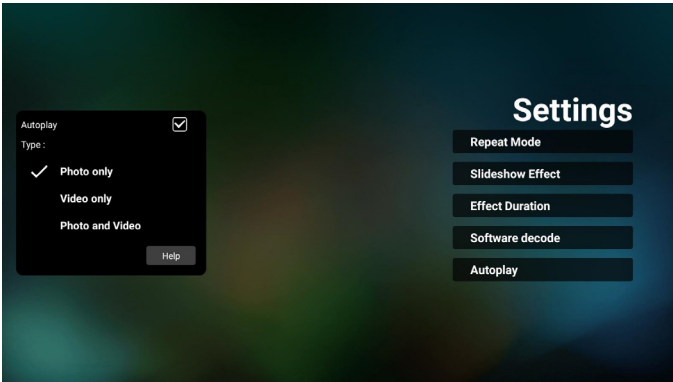 Settings
Autoplay
Type :
Photo only
Video only
Photo and Video
Help
Repeat Mode
Slideshow Effect
Effect Duration
Software decode
Autoplay